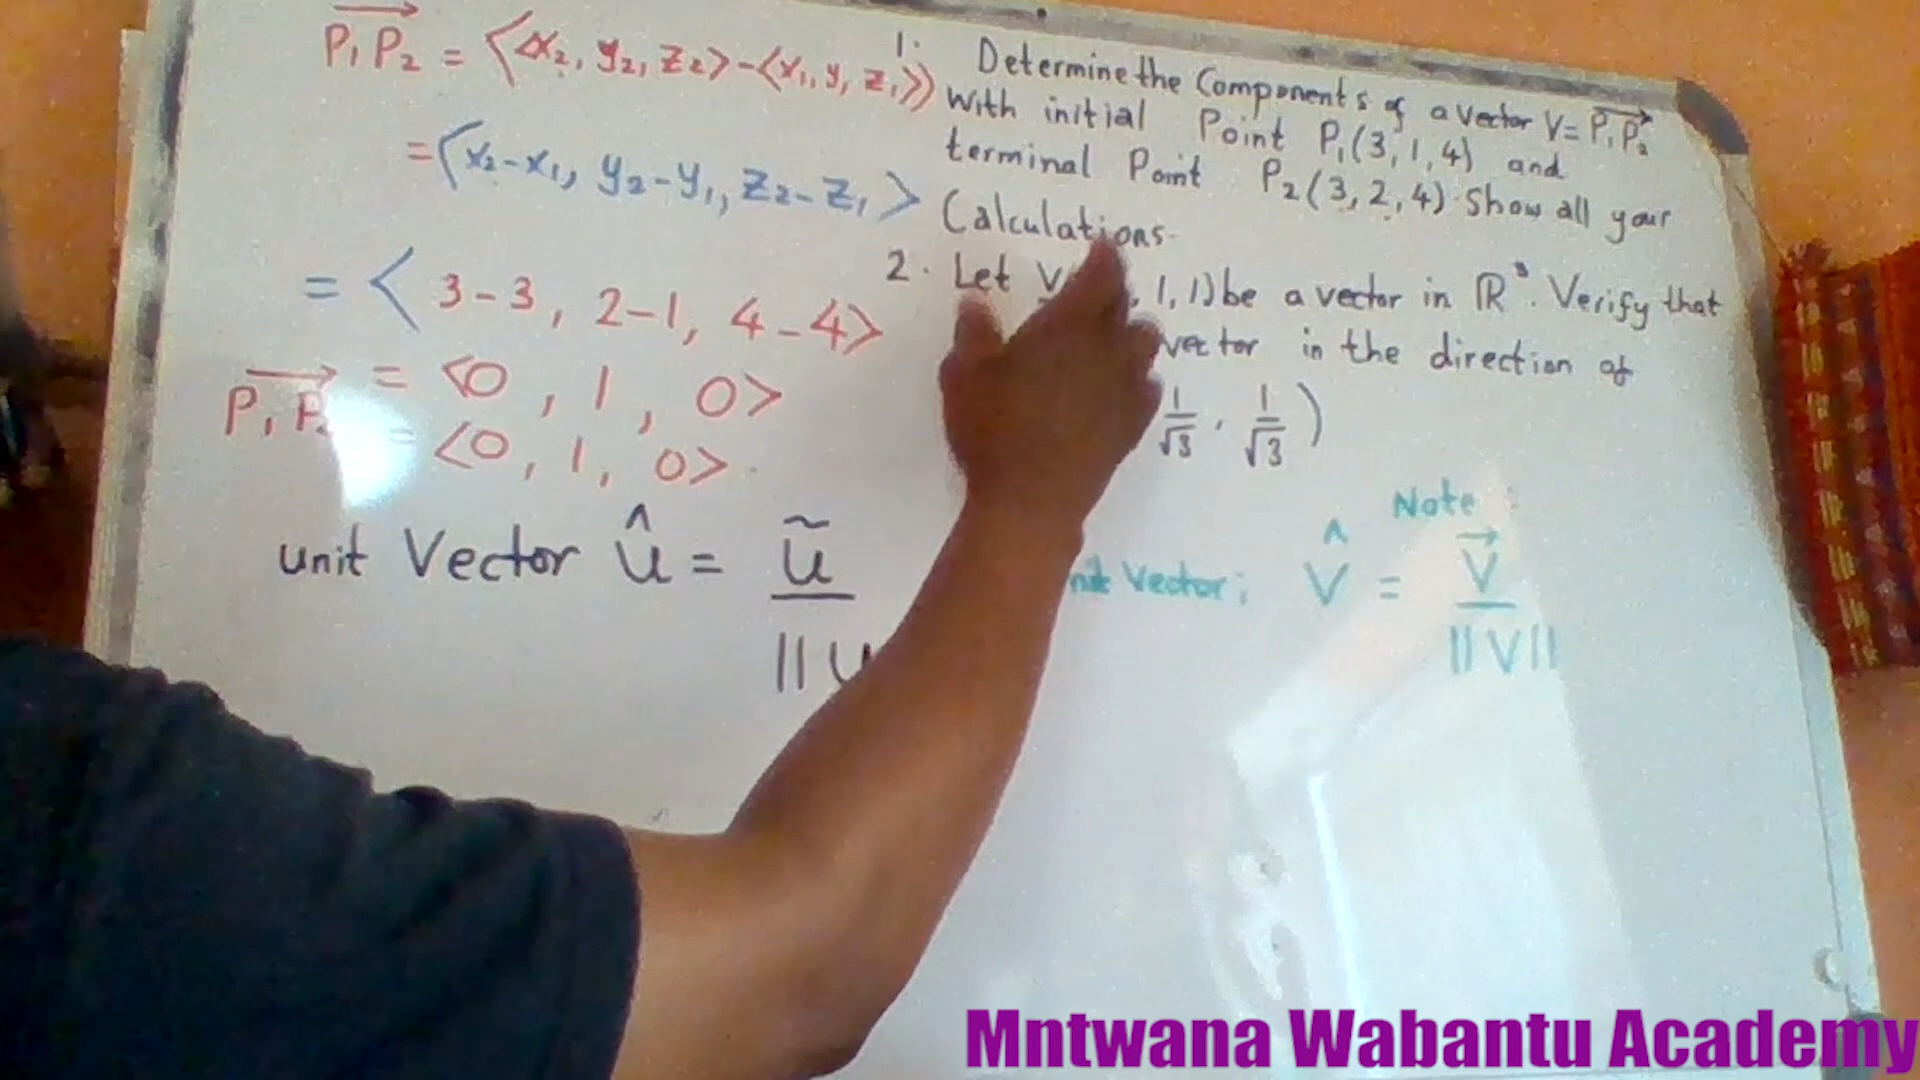 P₁P₂ = ⟨⟨x₂, y₂, z₂⟩-⟨x₁, y, z₁⟩⟩
=⟨x₂-x₁, y₂-y₁, z₂-z₁⟩
= ⟨ 3-3, 2-1, 4-4⟩
P₁P₂ = ⟨0, 1, 0⟩
= ⟨0, 1, 0⟩.
unit Vector û = ũ
||U
1. Determine the Components of a vector V= P₁P₂
With initial Point P₁(3,1,4) and
terminal Point P₂(3,2,4). Show all your
Calculations.
2. Let V , 1, 1) be a vector in ℝ³. Verify that
vector in the direction of
1/√3, 1/√3)
Note:
Vector; V̂ = V
||V||
Mntwana Wabantu Academy